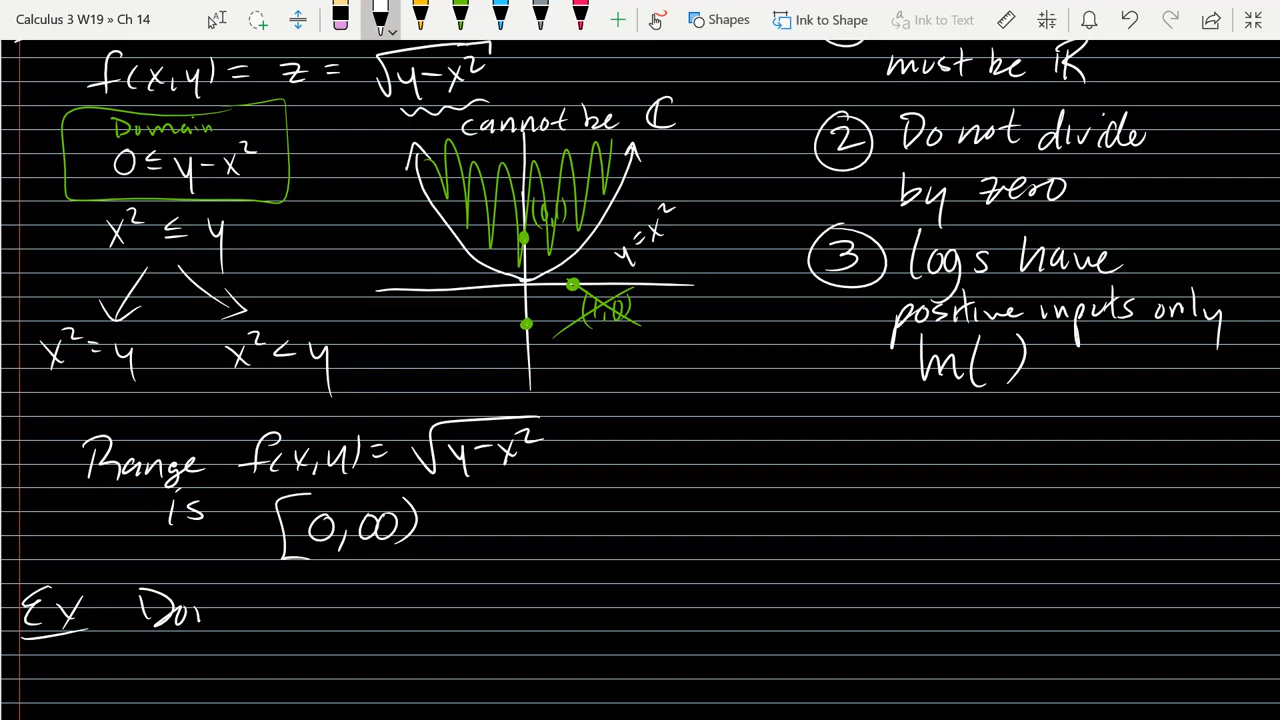 Calculus 3 W19 » Ch 14
Shapes
Ink to Shape
Ink to Text
f(x,y) = z = √(y-x²)
Domain
0 ≤ y-x²
x² ≤ y
x² = y
x² < y
cannot be ℂ
(0,1)
y = x²
(1,0)
must be ℝ
② Do not divide
by zero
③ logs have
positive inputs only
ln( )
Range f(x,y) = √(y-x²)
is [0,∞)
Ex Dom